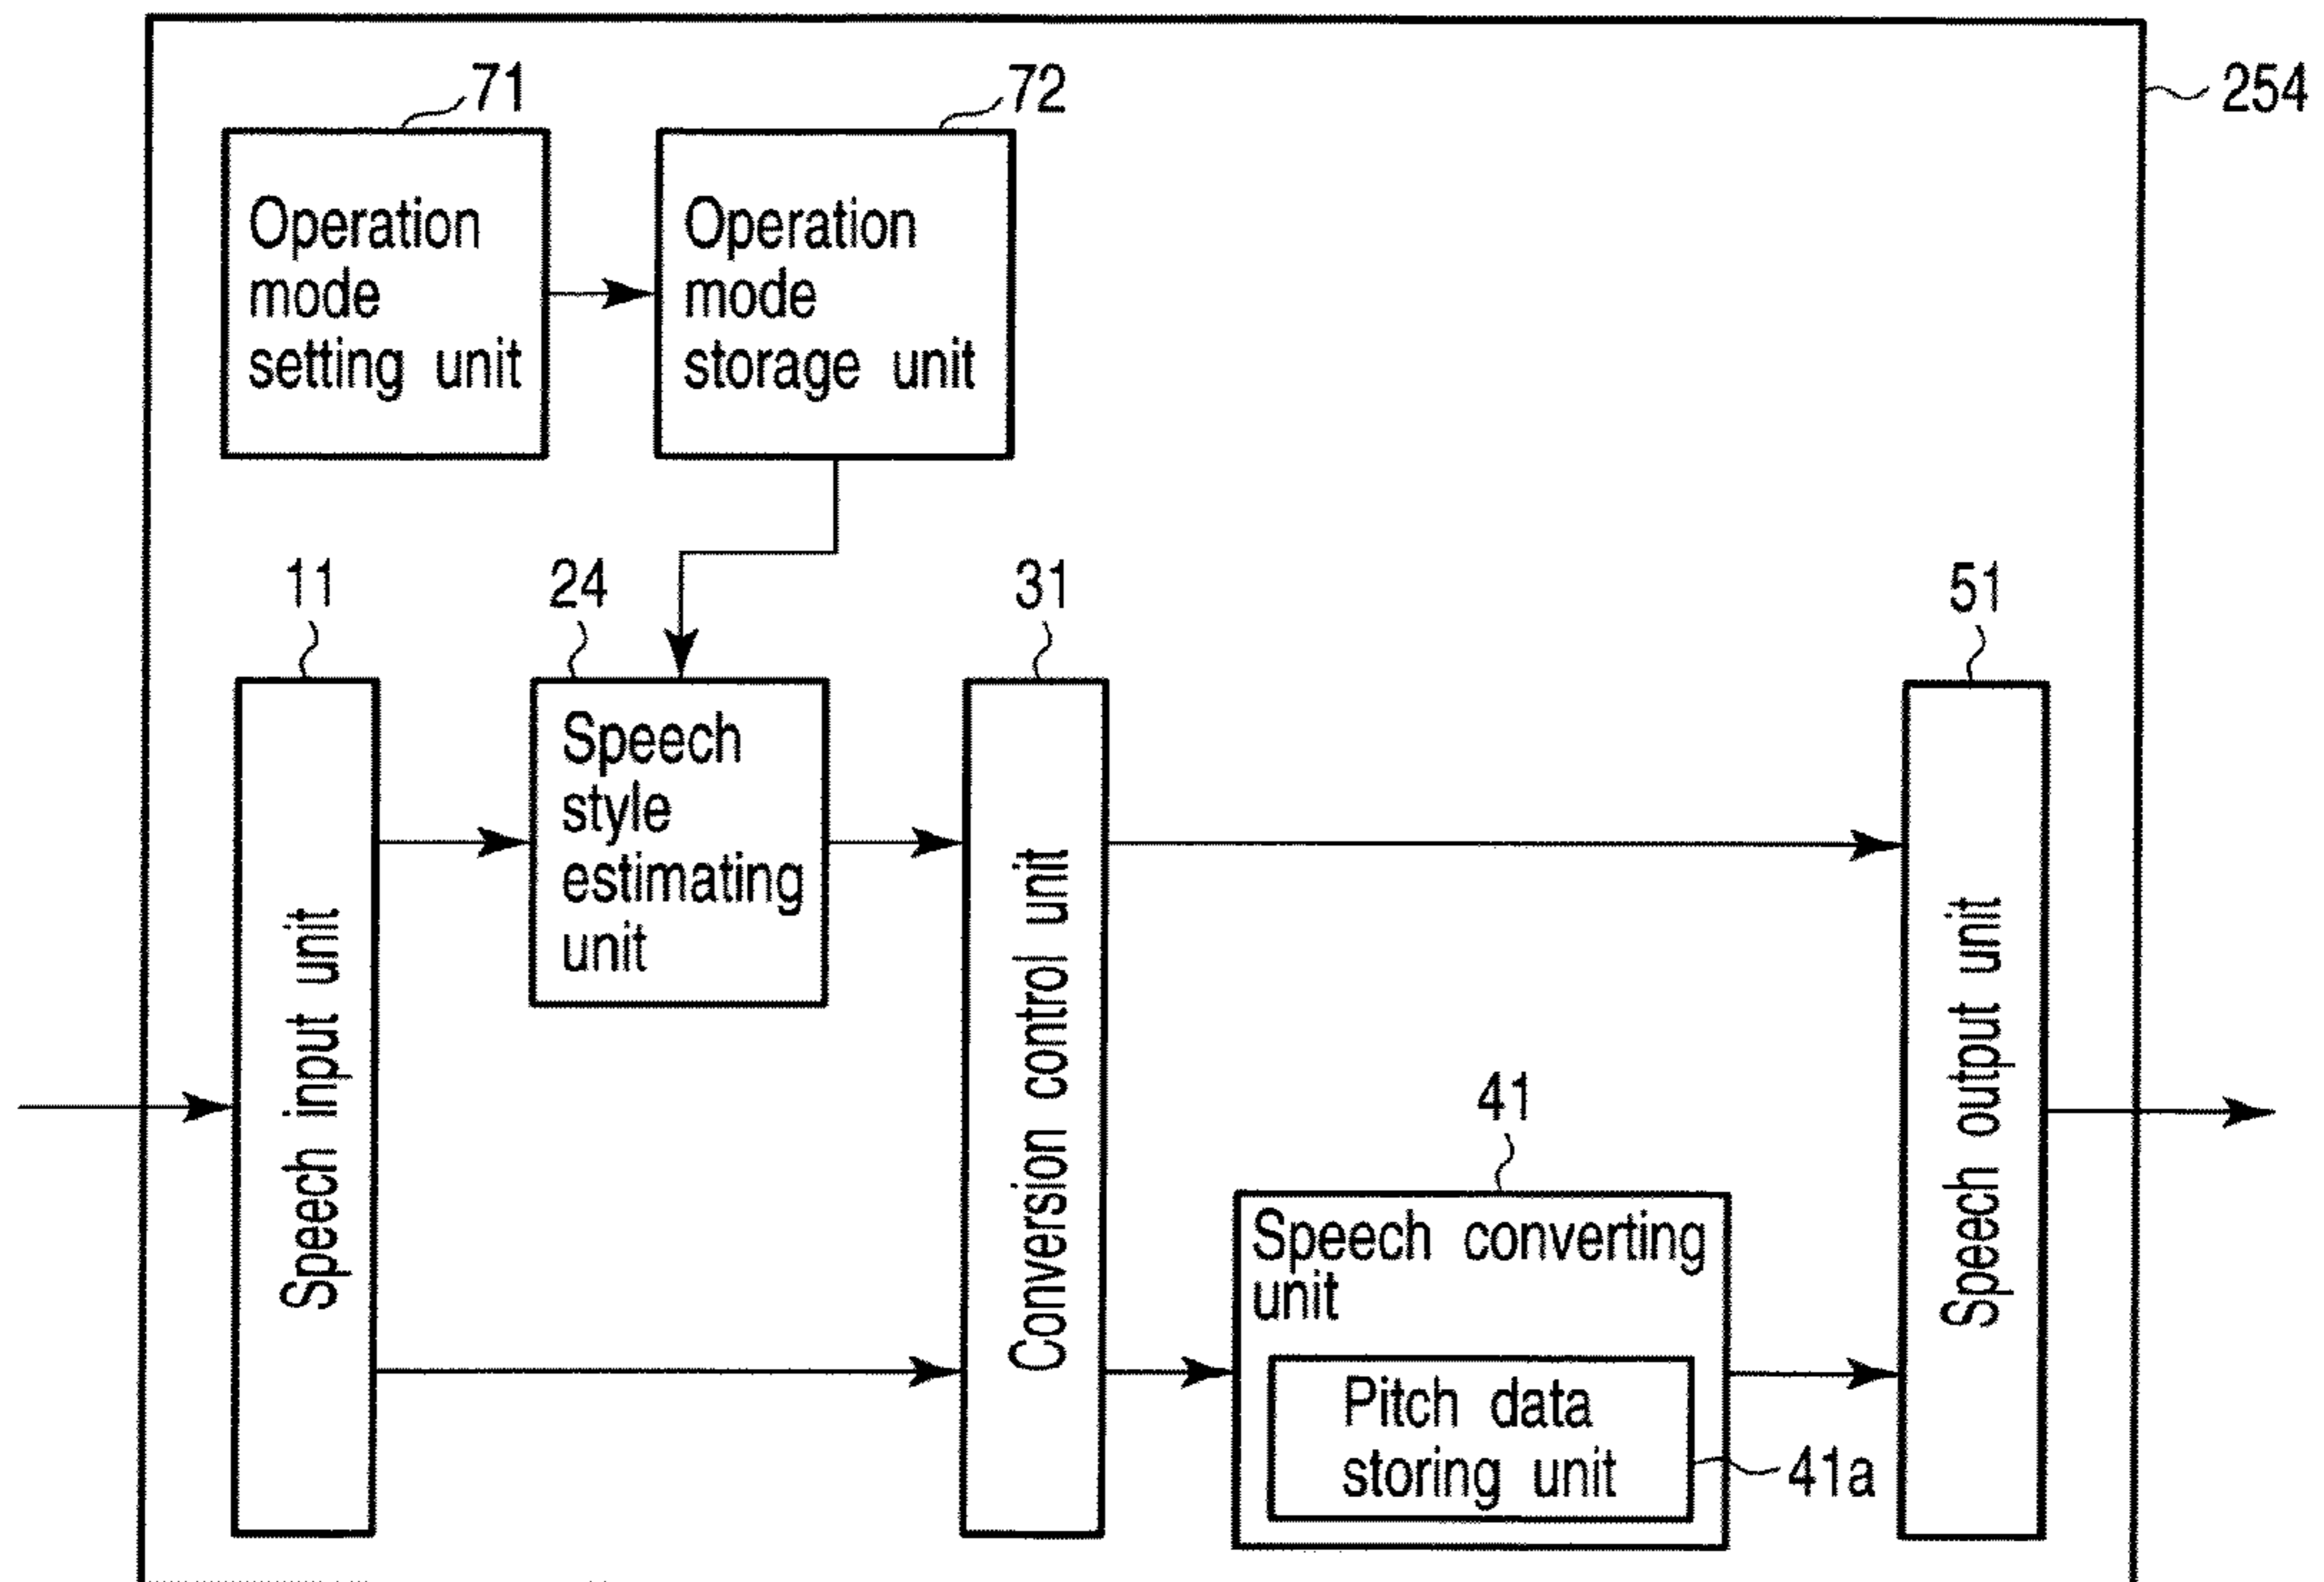 71
72
254
Operation
mode
setting unit
Operation
mode
storage unit
11
24
31
51
Speech input unit
Speech
style
estimating
unit
Conversion control unit
Speech output unit
41
Speech converting
unit
Pitch data
storing unit
41a